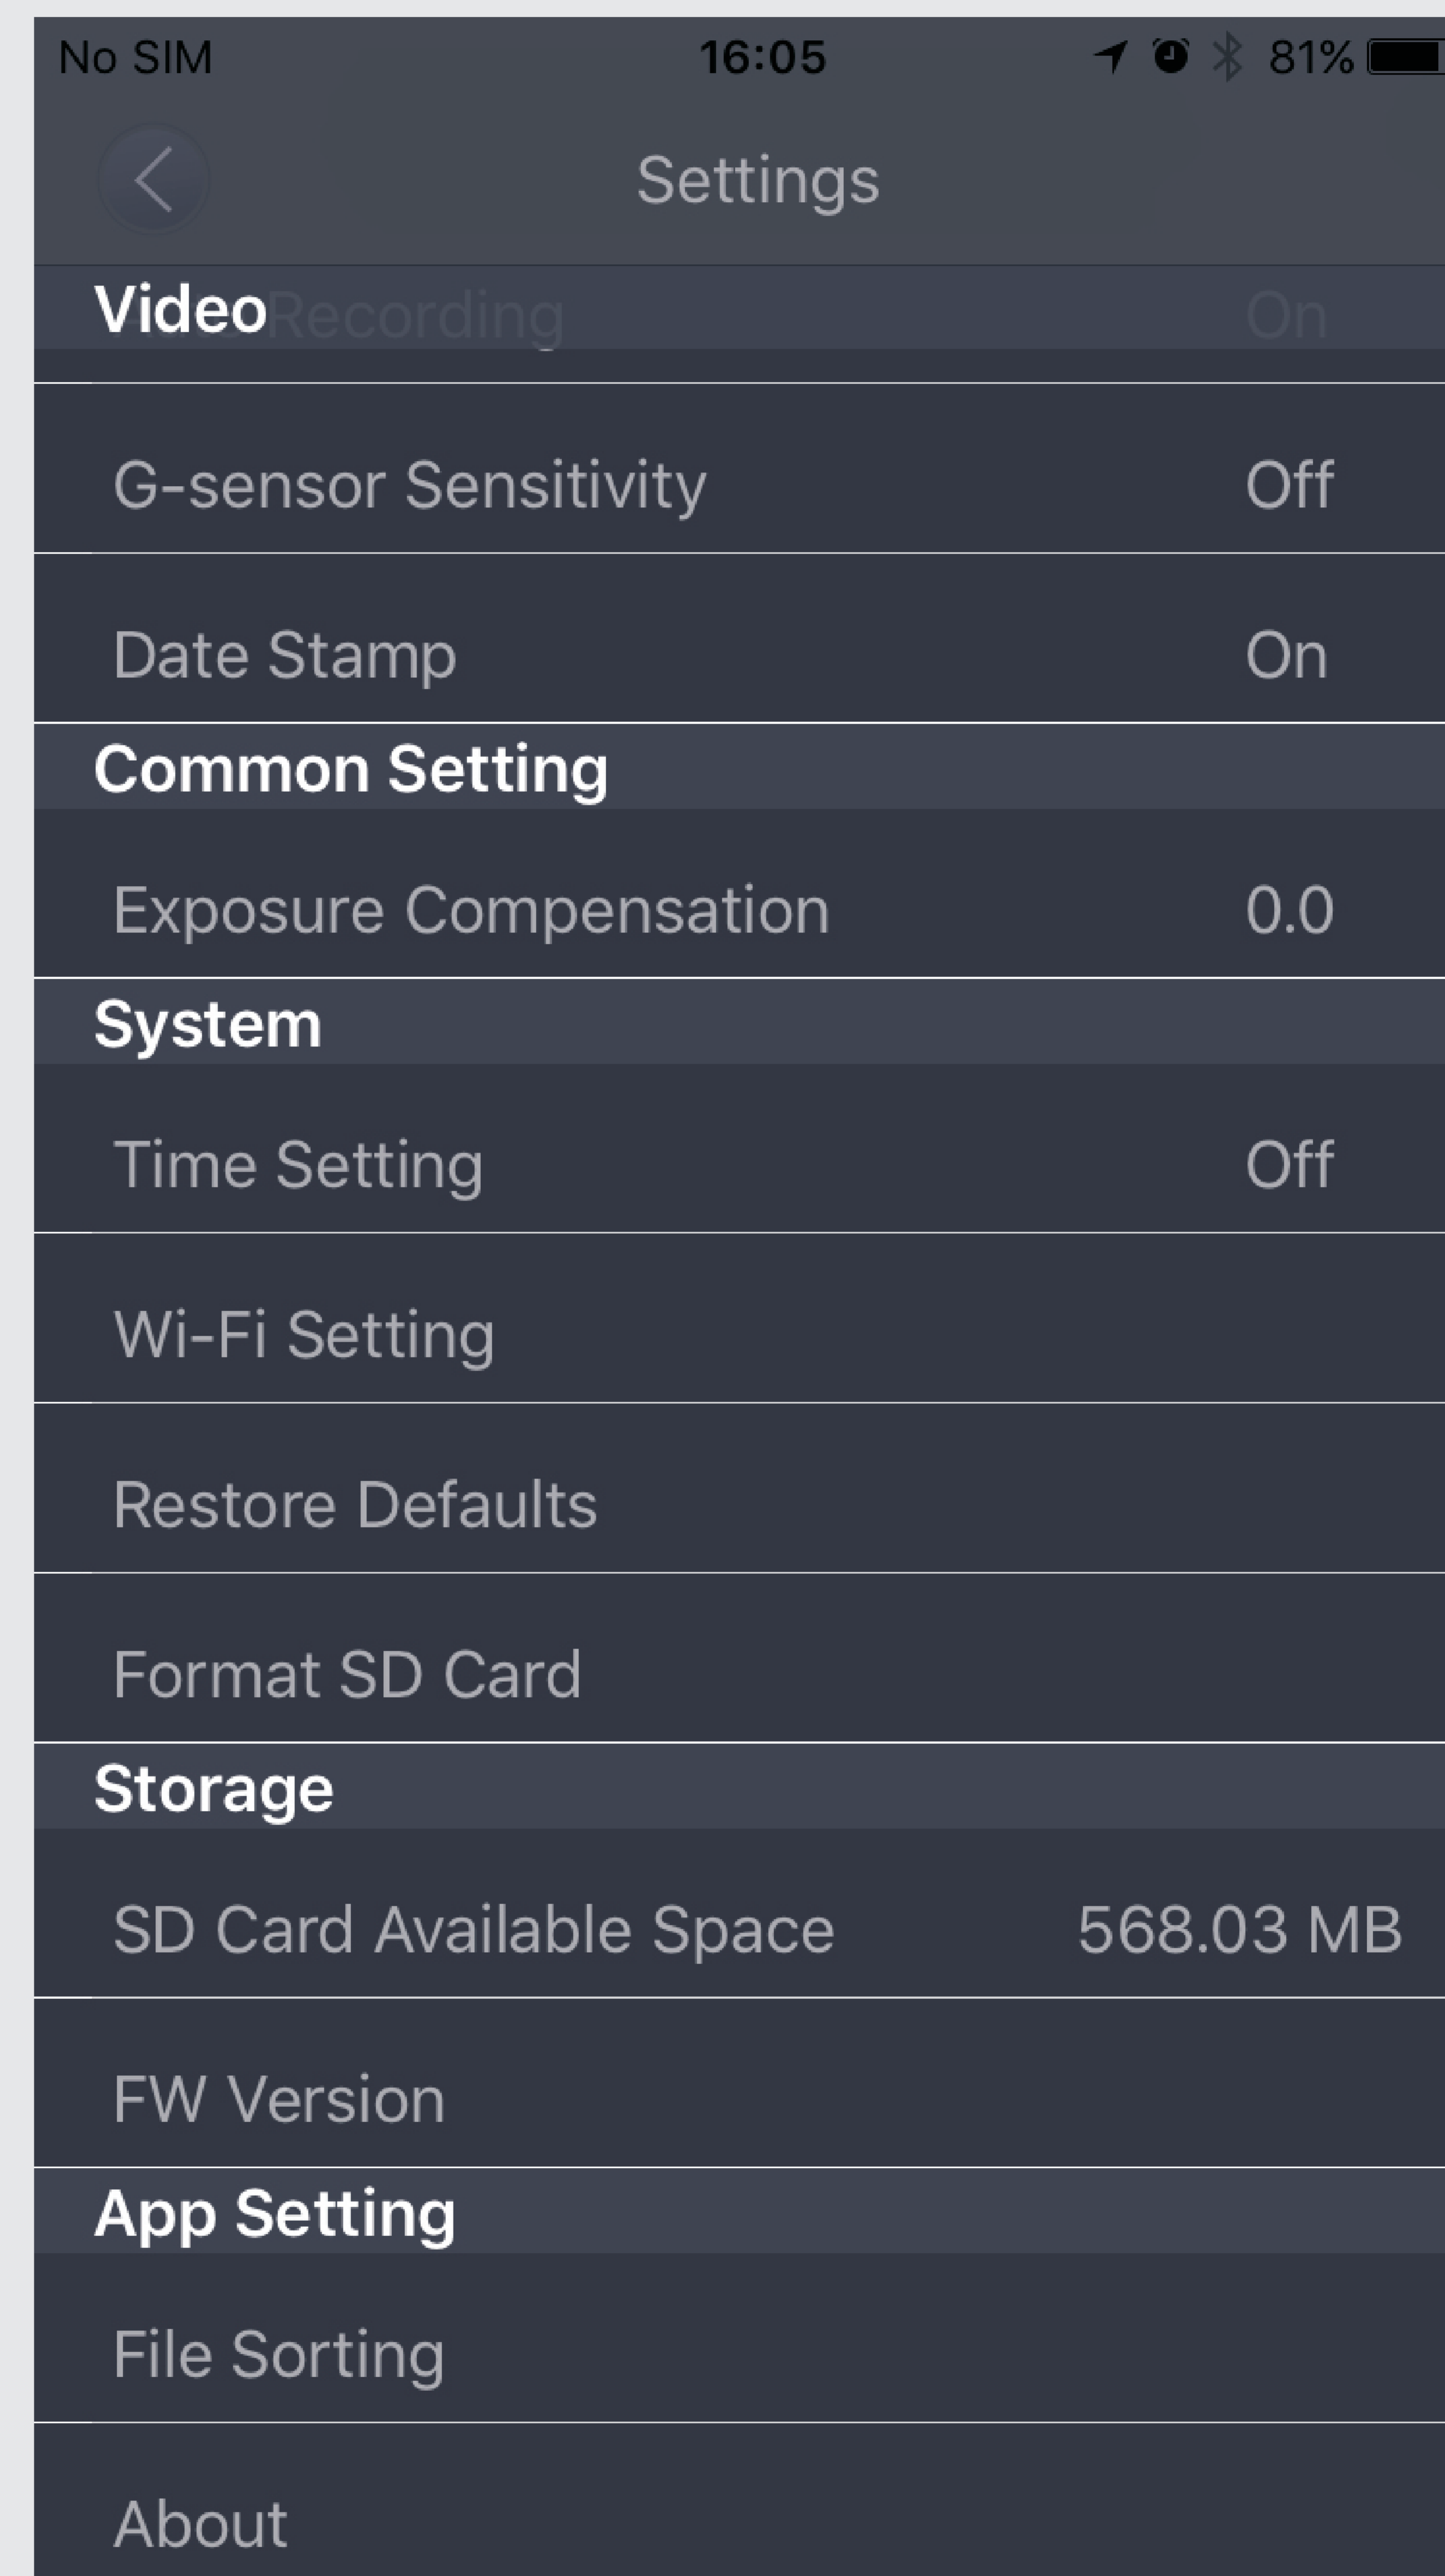 No SIM 16:05 81%
Settings
Video Recording On
G-sensor Sensitivity Off
Date Stamp On
Common Setting
Exposure Compensation 0.0
System
Time Setting Off
Wi-Fi Setting
Restore Defaults
Format SD Card
Storage
SD Card Available Space 568.03 MB
FW Version
App Setting
File Sorting
About